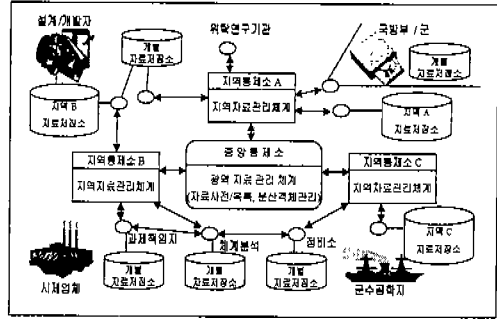 설계/개발자
위탁연구기관
국방부 / 군
개별
자료저장소
개별
자료저장소
지역통제소 A
지역자료관리체계
지역 B
자료저장소
지역 A
자료저장소
중앙통제소
광역 자료 관리 체계
(자료사전/목록, 분산객체관리)
지역통제소 B
지역자료관리체계
지역통제소 C
지역자료관리체계
과제책임자
체계분석
정비소
지역 C
자료저장소
시제업체
개별
자료저장소
개별
자료저장소
개별
자료저장소
군수공학자